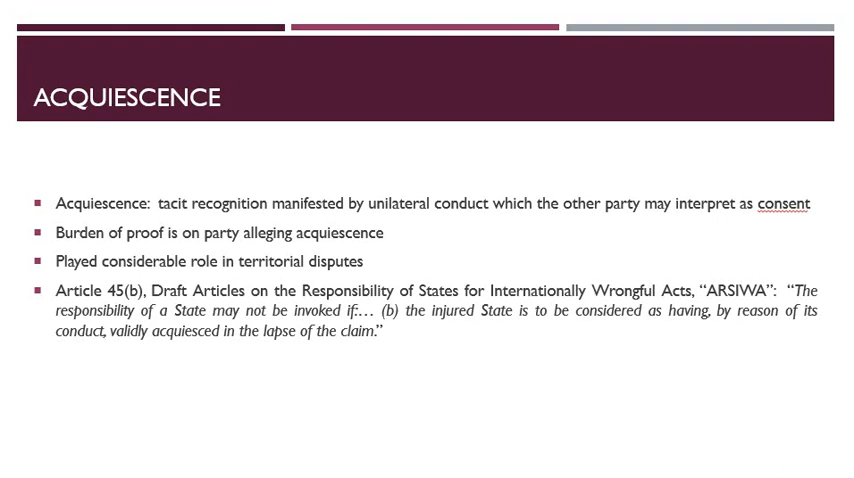 ACQUIESCENCE
Acquiescence: tacit recognition manifested by unilateral conduct which the other party may interpret as consent
Burden of proof is on party alleging acquiescence
Played considerable role in territorial disputes
Article 45(b), Draft Articles on the Responsibility of States for Internationally Wrongful Acts, “ARSIWA”: “The
responsibility of a State may not be invoked if:… (b) the injured State is to be considered as having, by reason of its
conduct, validly acquiesced in the lapse of the claim.”